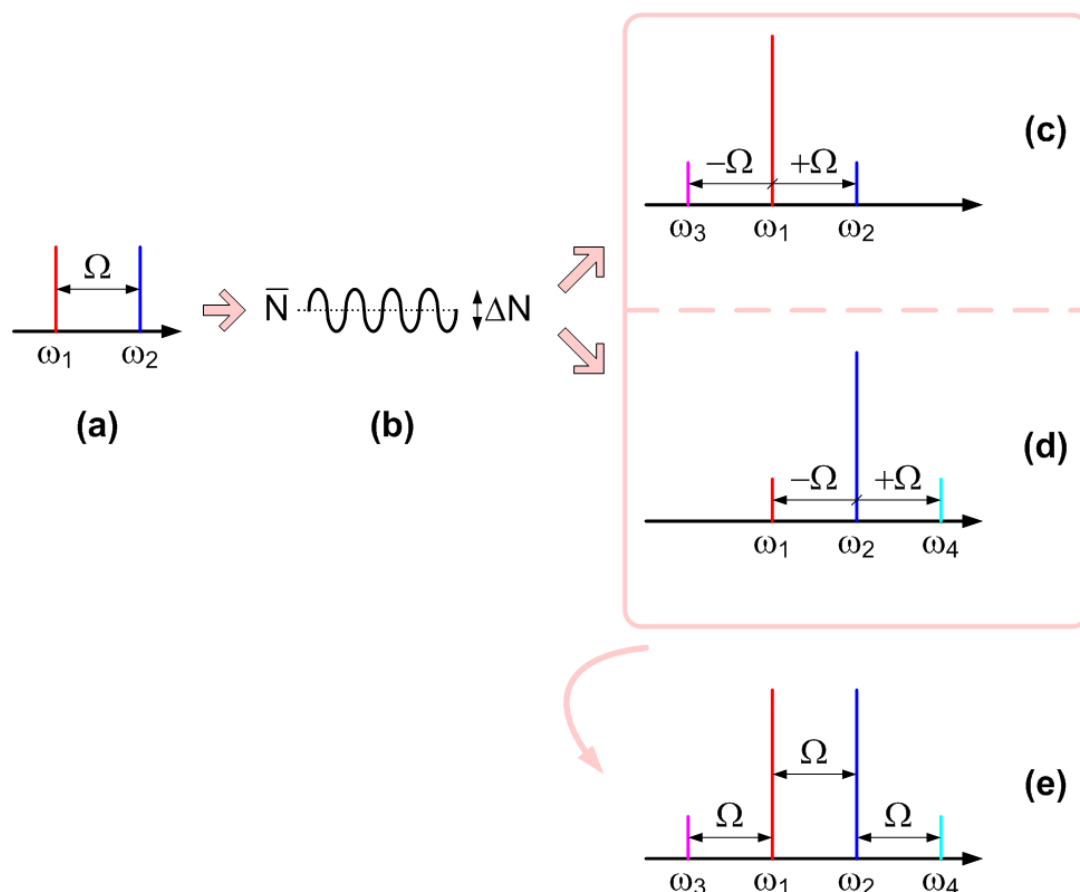 −Ω +Ω
(c)
ω₃ ω₁ ω₂
Ω
ω₁ ω₂
(a)
N̅ ΔN
(b)
−Ω +Ω
(d)
ω₁ ω₂ ω₄
Ω
(e)
Ω Ω
ω₃ ω₁ ω₂ ω₄